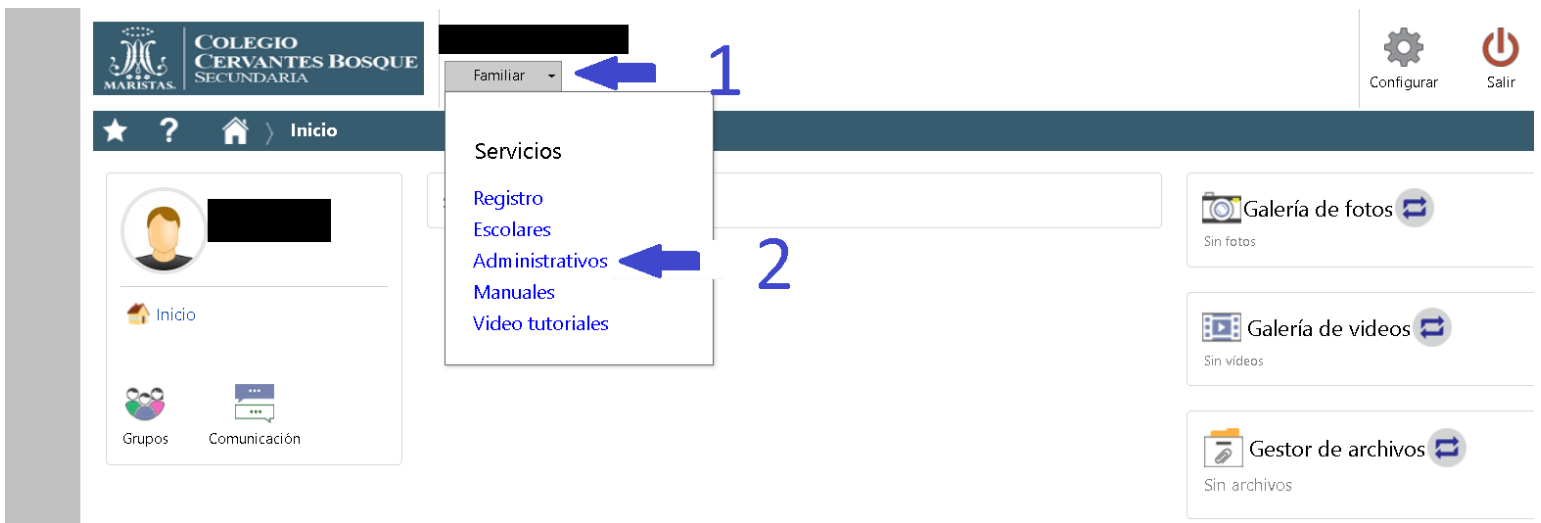 COLEGIO
CERVANTES BOSQUE
SECUNDARIA
MARISTAS.
Familiar
1
Configurar
Salir
? Inicio
Servicios
Registro
Escolares
Administrativos
2
Manuales
Video tutoriales
Inicio
Grupos
Comunicación
Galería de fotos
Sin fotos
Galería de videos
Sin vídeos
Gestor de archivos
Sin archivos